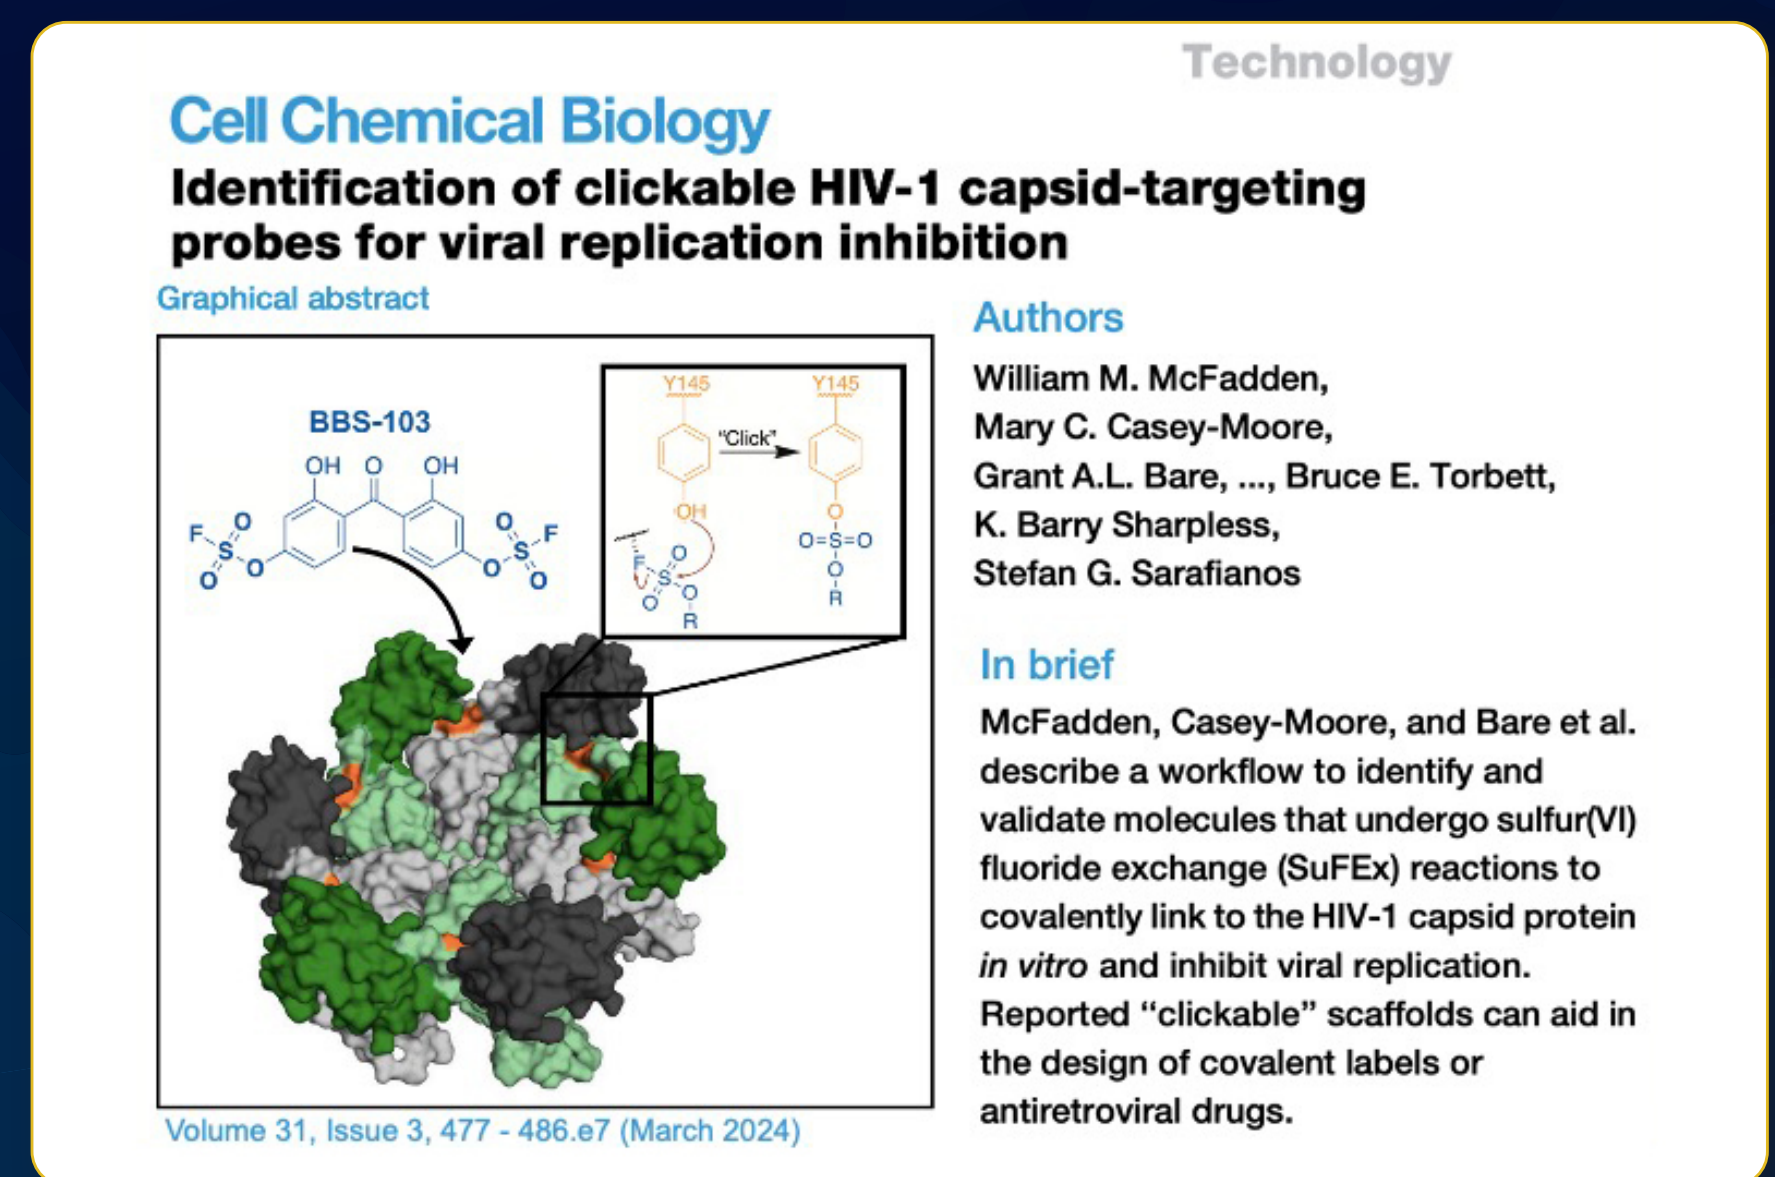 Technology
Cell Chemical Biology
Identification of clickable HIV-1 capsid-targeting
probes for viral replication inhibition
Graphical abstract
BBS-103
OH O OH
F O S O O
O S F O O
Y145
"Click"
Y145
OH
F S O O O R
O
O=S=O
O
R
Volume 31, Issue 3, 477 - 486.e7 (March 2024)
Authors
William M. McFadden,
Mary C. Casey-Moore,
Grant A.L. Bare, ..., Bruce E. Torbett,
K. Barry Sharpless,
Stefan G. Sarafianos
In brief
McFadden, Casey-Moore, and Bare et al.
describe a workflow to identify and
validate molecules that undergo sulfur(VI)
fluoride exchange (SuFEx) reactions to
covalently link to the HIV-1 capsid protein
in vitro and inhibit viral replication.
Reported “clickable” scaffolds can aid in
the design of covalent labels or
antiretroviral drugs.